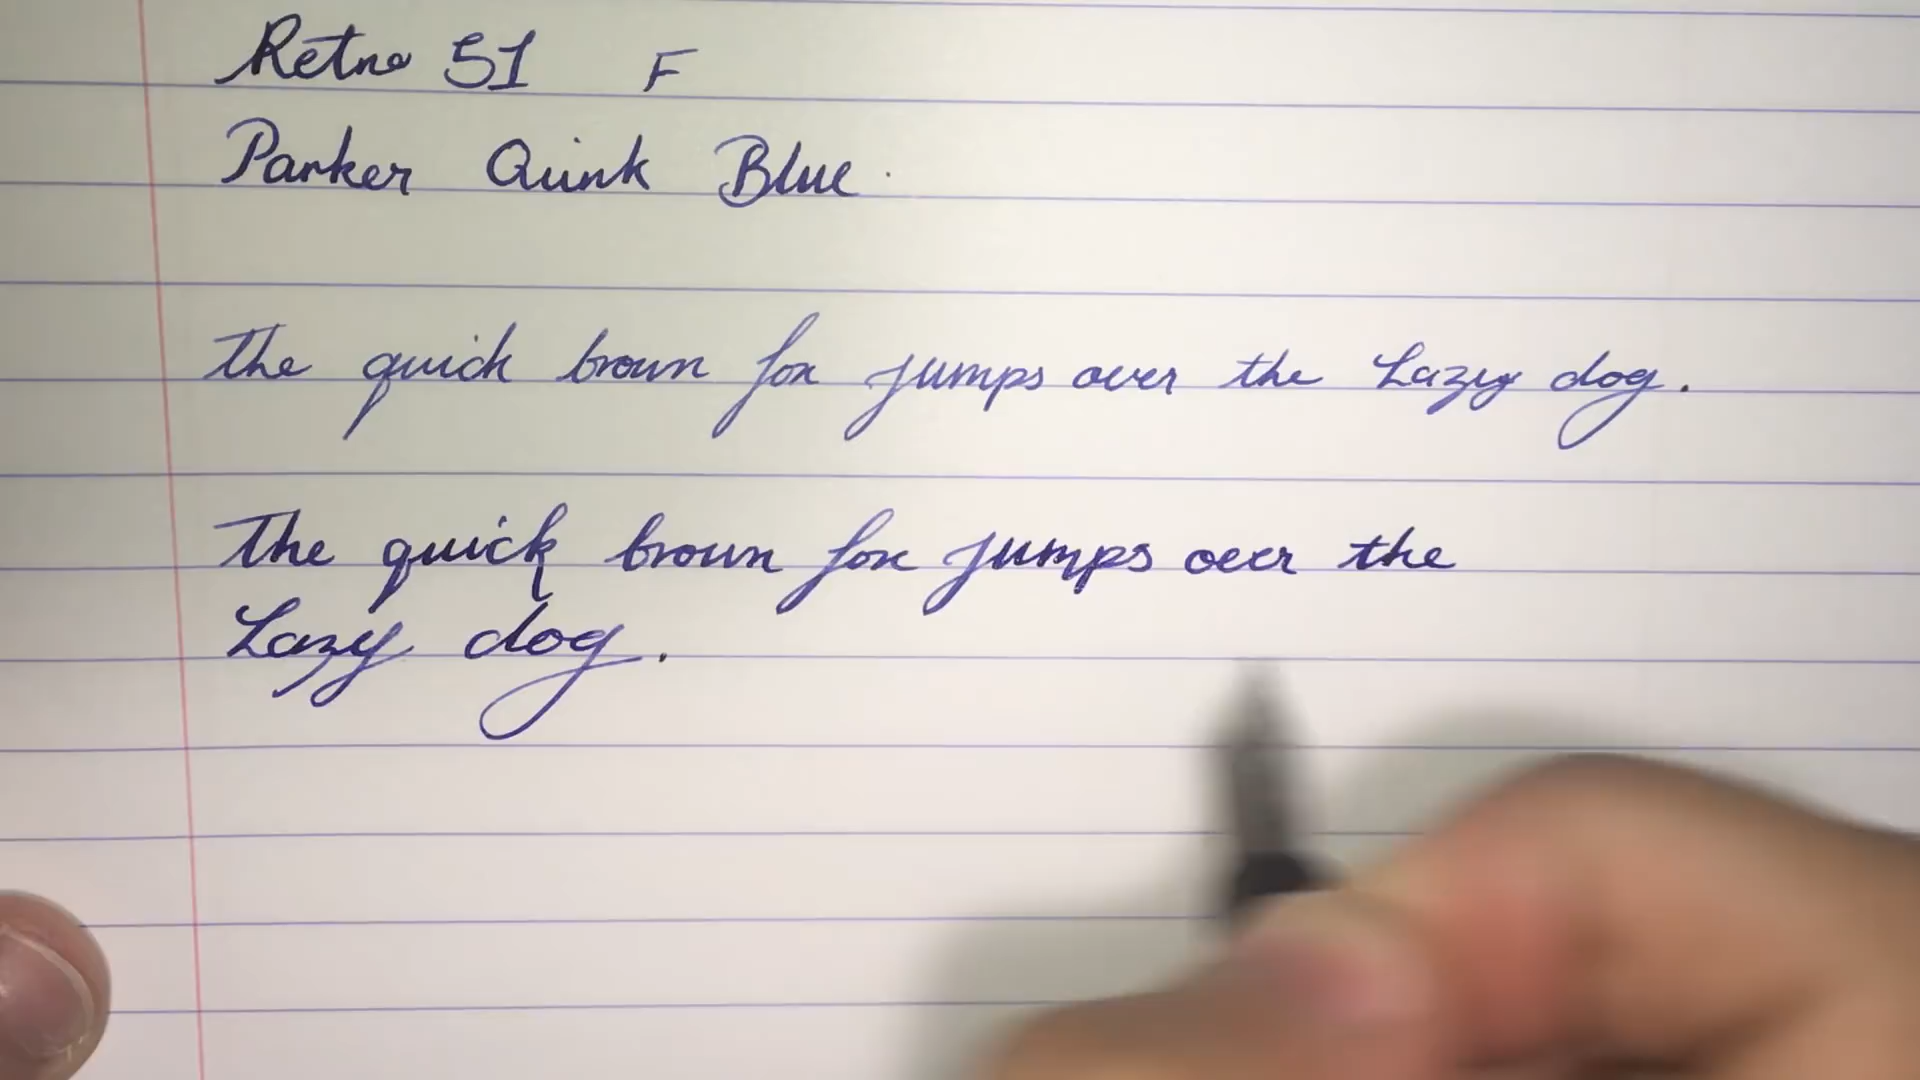 Retro 51 F
Parker Quink Blue.
The quick brown fox jumps over the Lazy dog.
The quick brown fox jumps over the
Lazy dog.